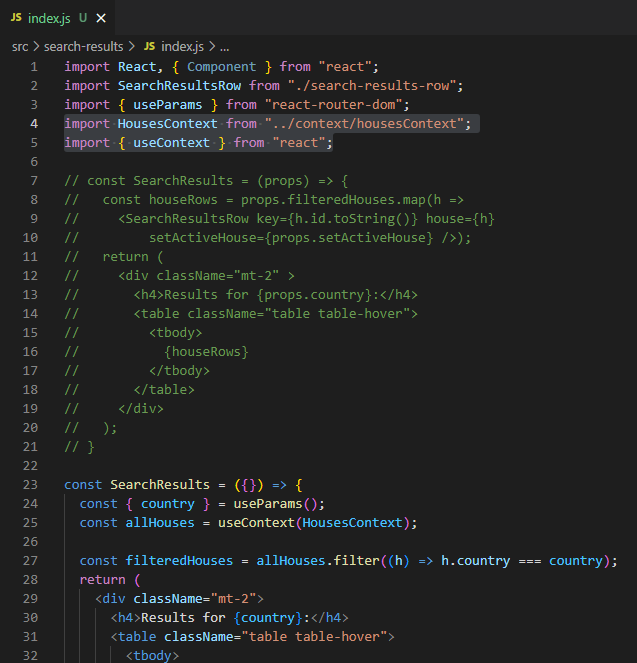 JS index.js U ×
src > search-results > JS index.js > ...
1 import React, { Component } from "react";
2 import SearchResultsRow from "./search-results-row";
3 import { useParams } from "react-router-dom";
4 import HousesContext from "../context/housesContext";
5 import { useContext } from "react";
6
7 // const SearchResults = (props) => {
8 //   const houseRows = props.filteredHouses.map(h =>
9 //     <SearchResultsRow key={h.id.toString()} house={h}
10 //         setActiveHouse={props.setActiveHouse} />);
11 //   return (
12 //     <div className="mt-2" >
13 //       <h4>Results for {props.country}:</h4>
14 //       <table className="table table-hover">
15 //         <tbody>
16 //           {houseRows}
17 //         </tbody>
18 //       </table>
19 //     </div>
20 //   );
21 // }
22
23 const SearchResults = ({}) => {
24   const { country } = useParams();
25   const allHouses = useContext(HousesContext);
26
27   const filteredHouses = allHouses.filter((h) => h.country === country);
28   return (
29     <div className="mt-2">
30       <h4>Results for {country}:</h4>
31       <table className="table table-hover">
32         <tbody>